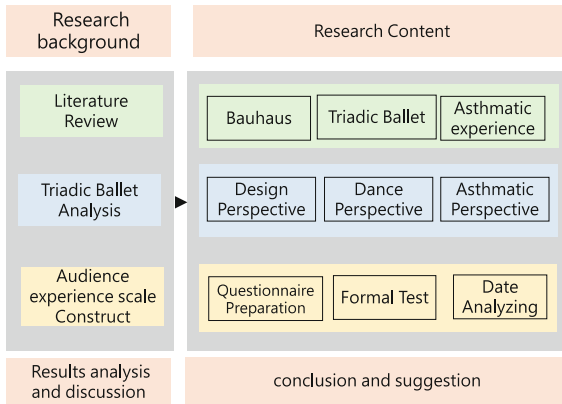 Research
background
Research Content
Literature
Review
Bauhaus
Triadic Ballet
Asthmatic
experience
Triadic Ballet
Analysis
Design
Perspective
Dance
Perspective
Asthmatic
Perspective
Audience
experience scale
Construct
Questionnaire
Preparation
Formal Test
Date
Analyzing
Results analysis
and discussion
conclusion and suggestion